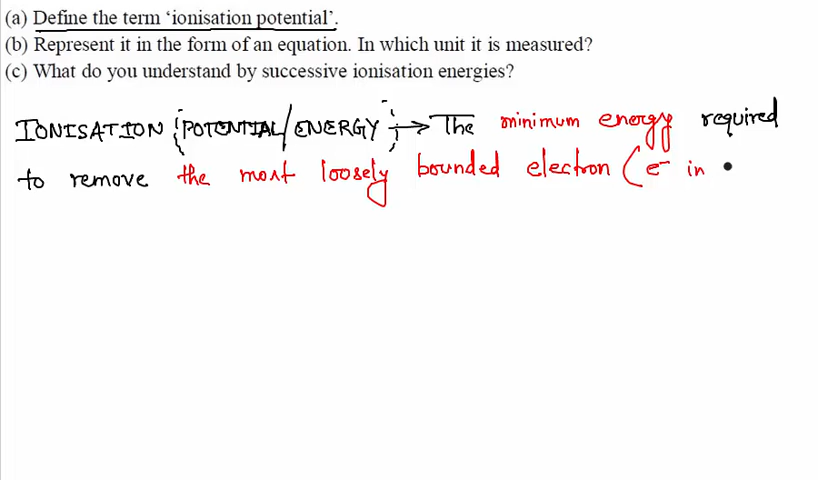 (a) Define the term ‘ionisation potential’.
(b) Represent it in the form of an equation. In which unit it is measured?
(c) What do you understand by successive ionisation energies?
IONISATION {POTENTIAL/ENERGY} → The minimum energy required
to remove the most loosely bounded electron (e⁻ in